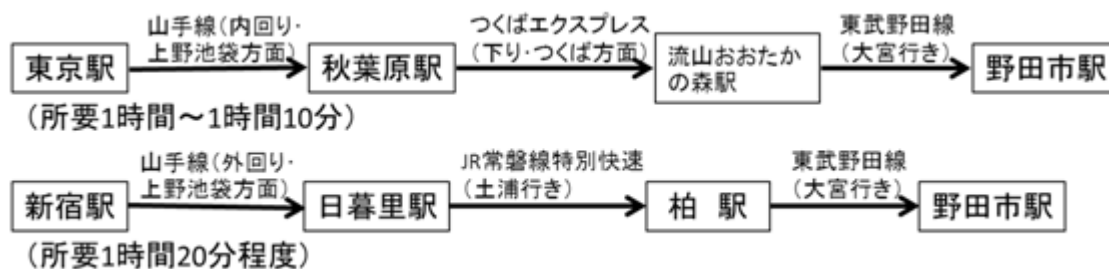 山手線(内回り・
上野池袋方面)
つくばエクスプレス
(下り・つくば方面)
東武野田線
(大宮行き)
東京駅
秋葉原駅
流山おおたか
の森駅
野田市駅
(所要1時間～1時間10分)
山手線(外回り・
上野池袋方面)
JR常磐線特別快速
(土浦行き)
東武野田線
(大宮行き)
新宿駅
日暮里駅
柏 駅
野田市駅
(所要1時間20分程度)